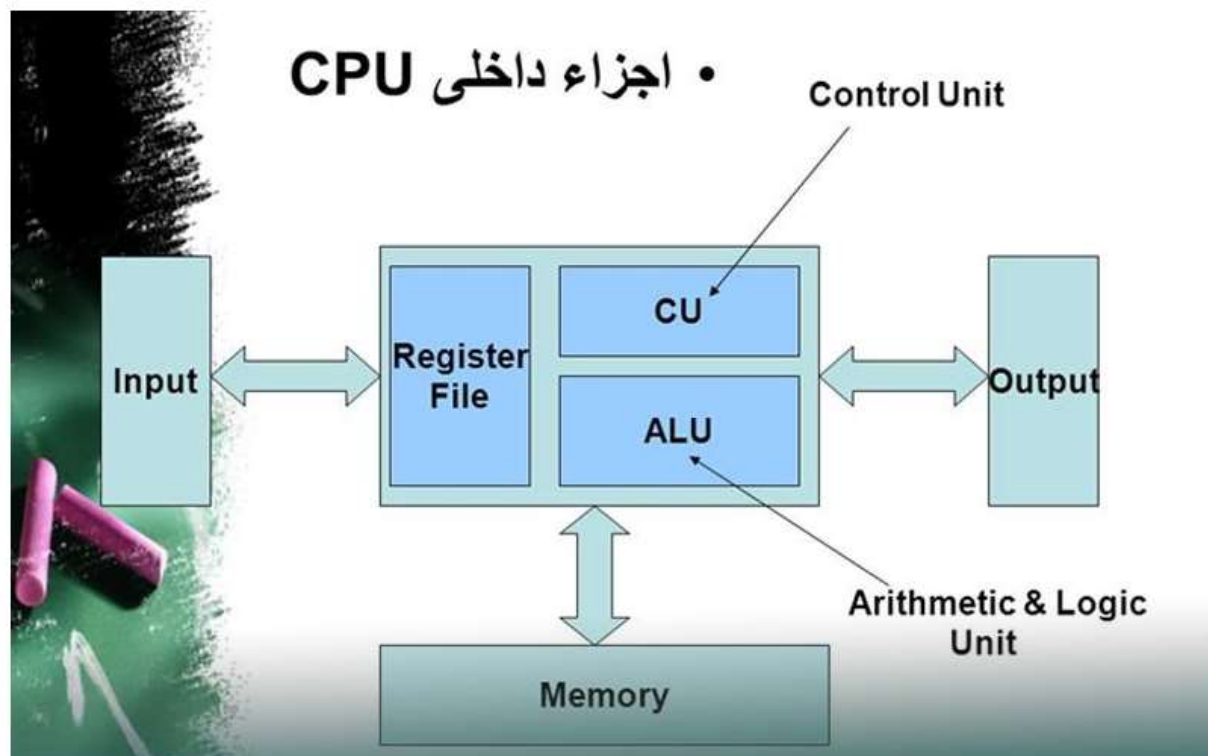 • اجزاء داخلی CPU
Control Unit
CU
Register
File
Input
Output
ALU
Arithmetic & Logic
Unit
Memory